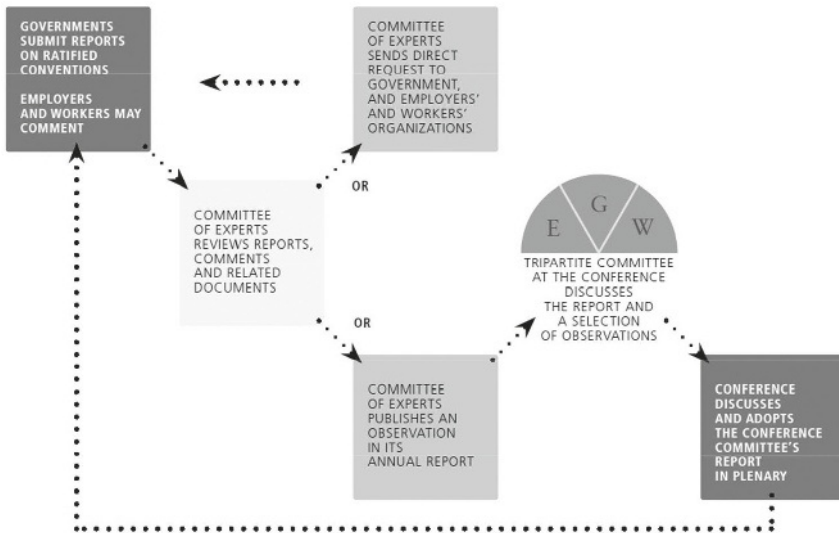 GOVERNMENTS
SUBMIT REPORTS
ON RATIFIED
CONVENTIONS
EMPLOYERS
AND WORKERS MAY
COMMENT
COMMITTEE
OF EXPERTS
SENDS DIRECT
REQUEST TO
GOVERNMENT,
AND EMPLOYERS’
AND WORKERS’
ORGANIZATIONS
OR
COMMITTEE
OF EXPERTS
REVIEWS REPORTS,
COMMENTS
AND RELATED
DOCUMENTS
OR
COMMITTEE
OF EXPERTS
PUBLISHES AN
OBSERVATION
IN ITS
ANNUAL REPORT
E G W
TRIPARTITE COMMITTEE
AT THE CONFERENCE
DISCUSSES
THE REPORT AND
A SELECTION
OF OBSERVATIONS
CONFERENCE
DISCUSSES
AND ADOPTS
THE CONFERENCE
COMMITTEE’S
REPORT
IN PLENARY